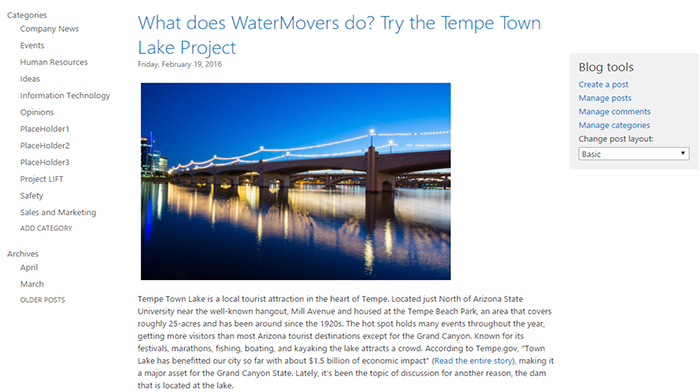 Categories
Company News
Events
Human Resources
Ideas
Information Technology
Opinions
PlaceHolder1
PlaceHolder2
PlaceHolder3
Project LIFT
Safety
Sales and Marketing
ADD CATEGORY
Archives
April
March
OLDER POSTS
What does WaterMovers do? Try the Tempe Town
Lake Project
Friday, February 19, 2016
Tempe Town Lake is a local tourist attraction in the heart of Tempe. Located just North of Arizona State
University near the well-known hangout, Mill Avenue and housed at the Tempe Beach Park, an area that covers
roughly 25-acres and has been around since the 1920s. The hot spot holds many events throughout the year,
getting more visitors than most Arizona tourist destinations except for the Grand Canyon. Known for its
festivals, marathons, fishing, boating, and kayaking the lake attracts a crowd. According to Tempe.gov, "Town
Lake has benefitted our city so far with about $1.5 billion of economic impact" (Read the entire story), making it
a major asset for the Grand Canyon State. Lately, it's been the topic of discussion for another reason, the dam
that is located at the lake.
Blog tools
Create a post
Manage posts
Manage comments
Manage categories
Change post layout:
Basic